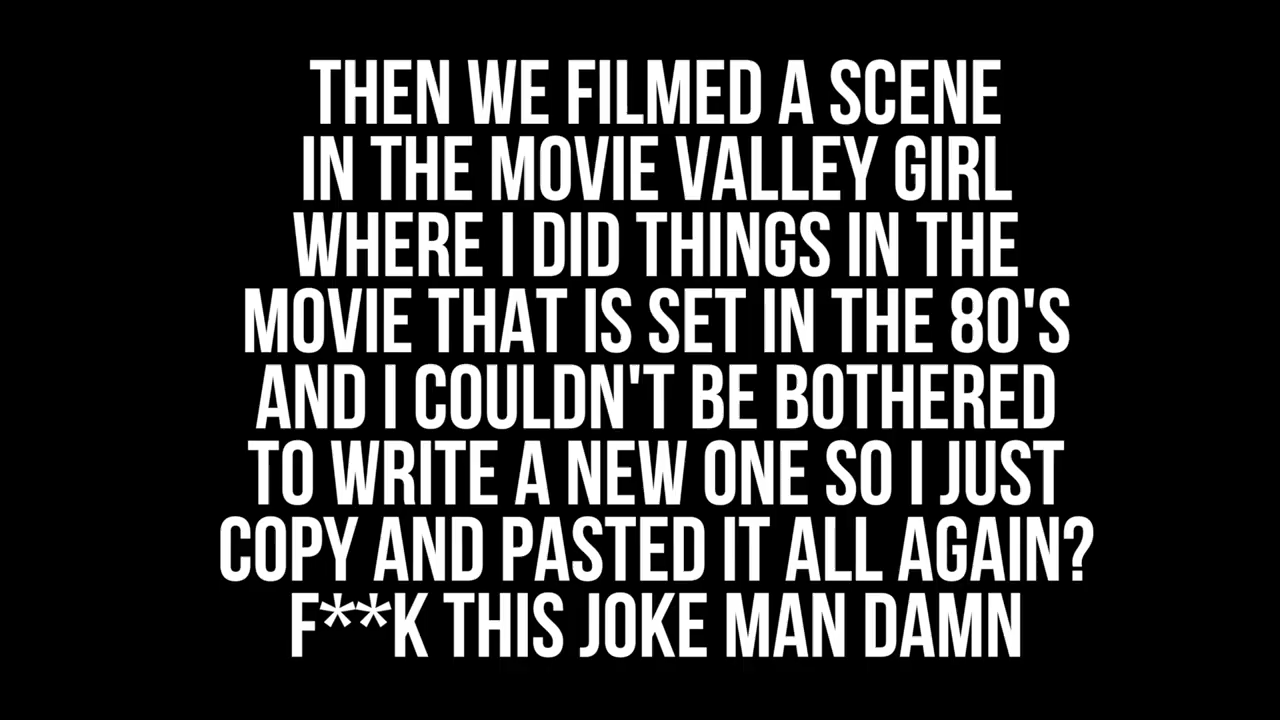 THEN WE FILMED A SCENE
IN THE MOVIE VALLEY GIRL
WHERE I DID THINGS IN THE
MOVIE THAT IS SET IN THE 80'S
AND I COULDN'T BE BOTHERED
TO WRITE A NEW ONE SO I JUST
COPY AND PASTED IT ALL AGAIN?
F**K THIS JOKE MAN DAMN